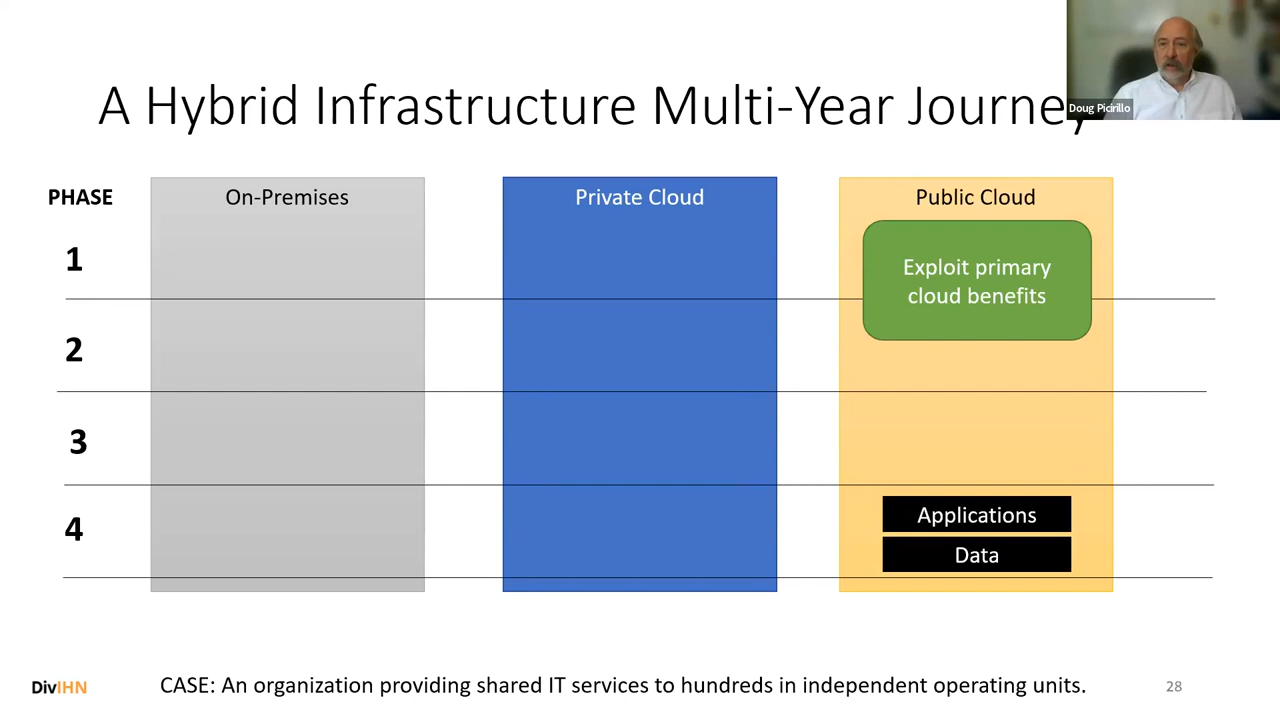 Doug Picirillo
A Hybrid Infrastructure Multi-Year Journey
PHASE
On-Premises
Private Cloud
Public Cloud
1
Exploit primary
cloud benefits
2
3
4
Applications
Data
DivIHN
CASE: An organization providing shared IT services to hundreds in independent operating units.
28